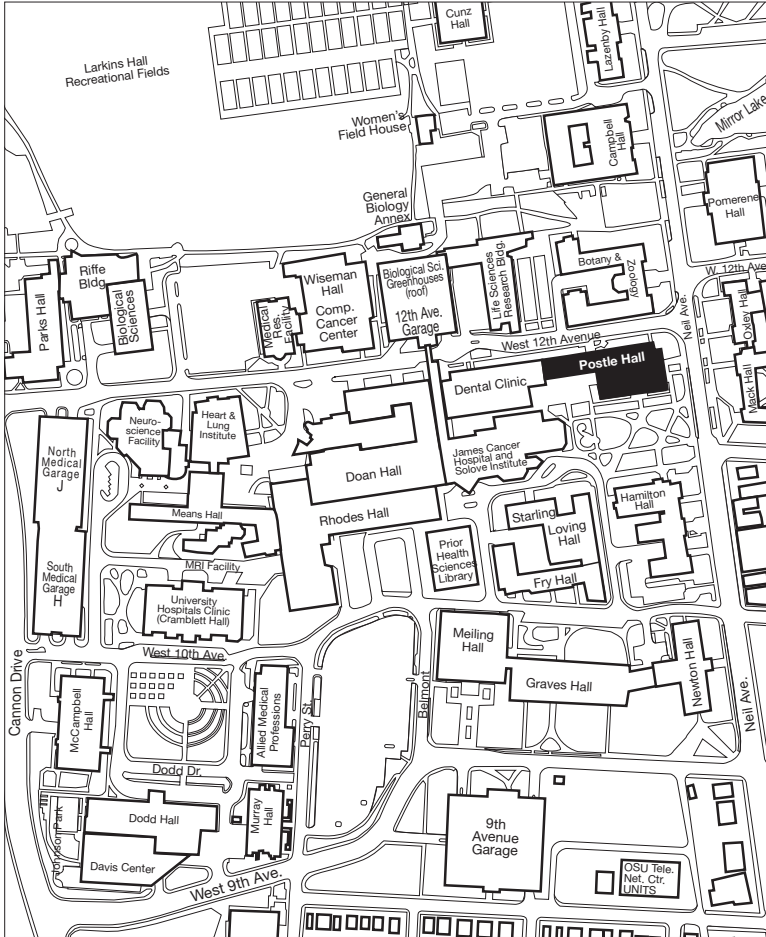 Cunz
Hall
Lazenby Hall
Larkins Hall
Recreational Fields
Mirror Lake
Women's
Field House
Campbell
Hall
General
Biology
Annex
Pomerene
Hall
Riffe
Bldg.
Biological
Sciences
Parks Hall
Wiseman
Hall
Comp.
Cancer
Center
Medical
Res.
Facility
Biological Sci.
Greenhouses
(roof)
12th Ave.
Garage
Life Sciences
Research Bldg.
Botany &
Zoology
W. 12th Ave
Neil Ave.
Oxley Hall
West 12th Avenue
Postle Hall
Dental Clinic
Mack Hall
Neuro-
science
Facility
Heart &
Lung
Institute
North
Medical
Garage
J
Doan Hall
James Cancer
Hospital and
Solove Institute
Means Hall
Rhodes Hall
Starling
Loving
Hall
Hamilton
Hall
MRI Facility
Prior
Health
Sciences
Library
Fry Hall
South
Medical
Garage
H
University
Hospitals Clinic
(Cramblett Hall)
West 10th Ave
Meiling
Hall
Graves Hall
Newton Hall
Cannon Drive
McCampbell
Hall
Allied Medical
Professions
Perry St.
Belmont
Neil Ave.
Dodd Dr.
Johnson Park
Dodd Hall
Murray
Hall
Davis Center
9th
Avenue
Garage
West 9th Ave.
OSU Tele.
Net. Ctr.
UNITS